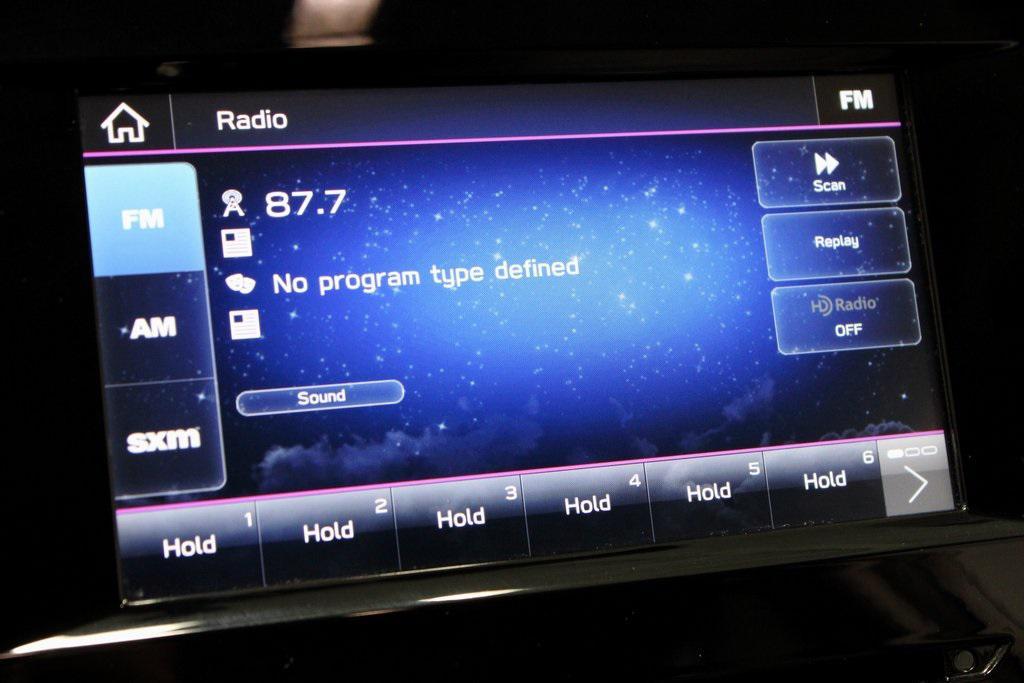 Radio
FM
FM
AM
sxm
87.7
No program type defined
Sound
Scan
Replay
HD Radio
OFF
1
Hold
2
Hold
3
Hold
4
Hold
5
Hold
6
Hold